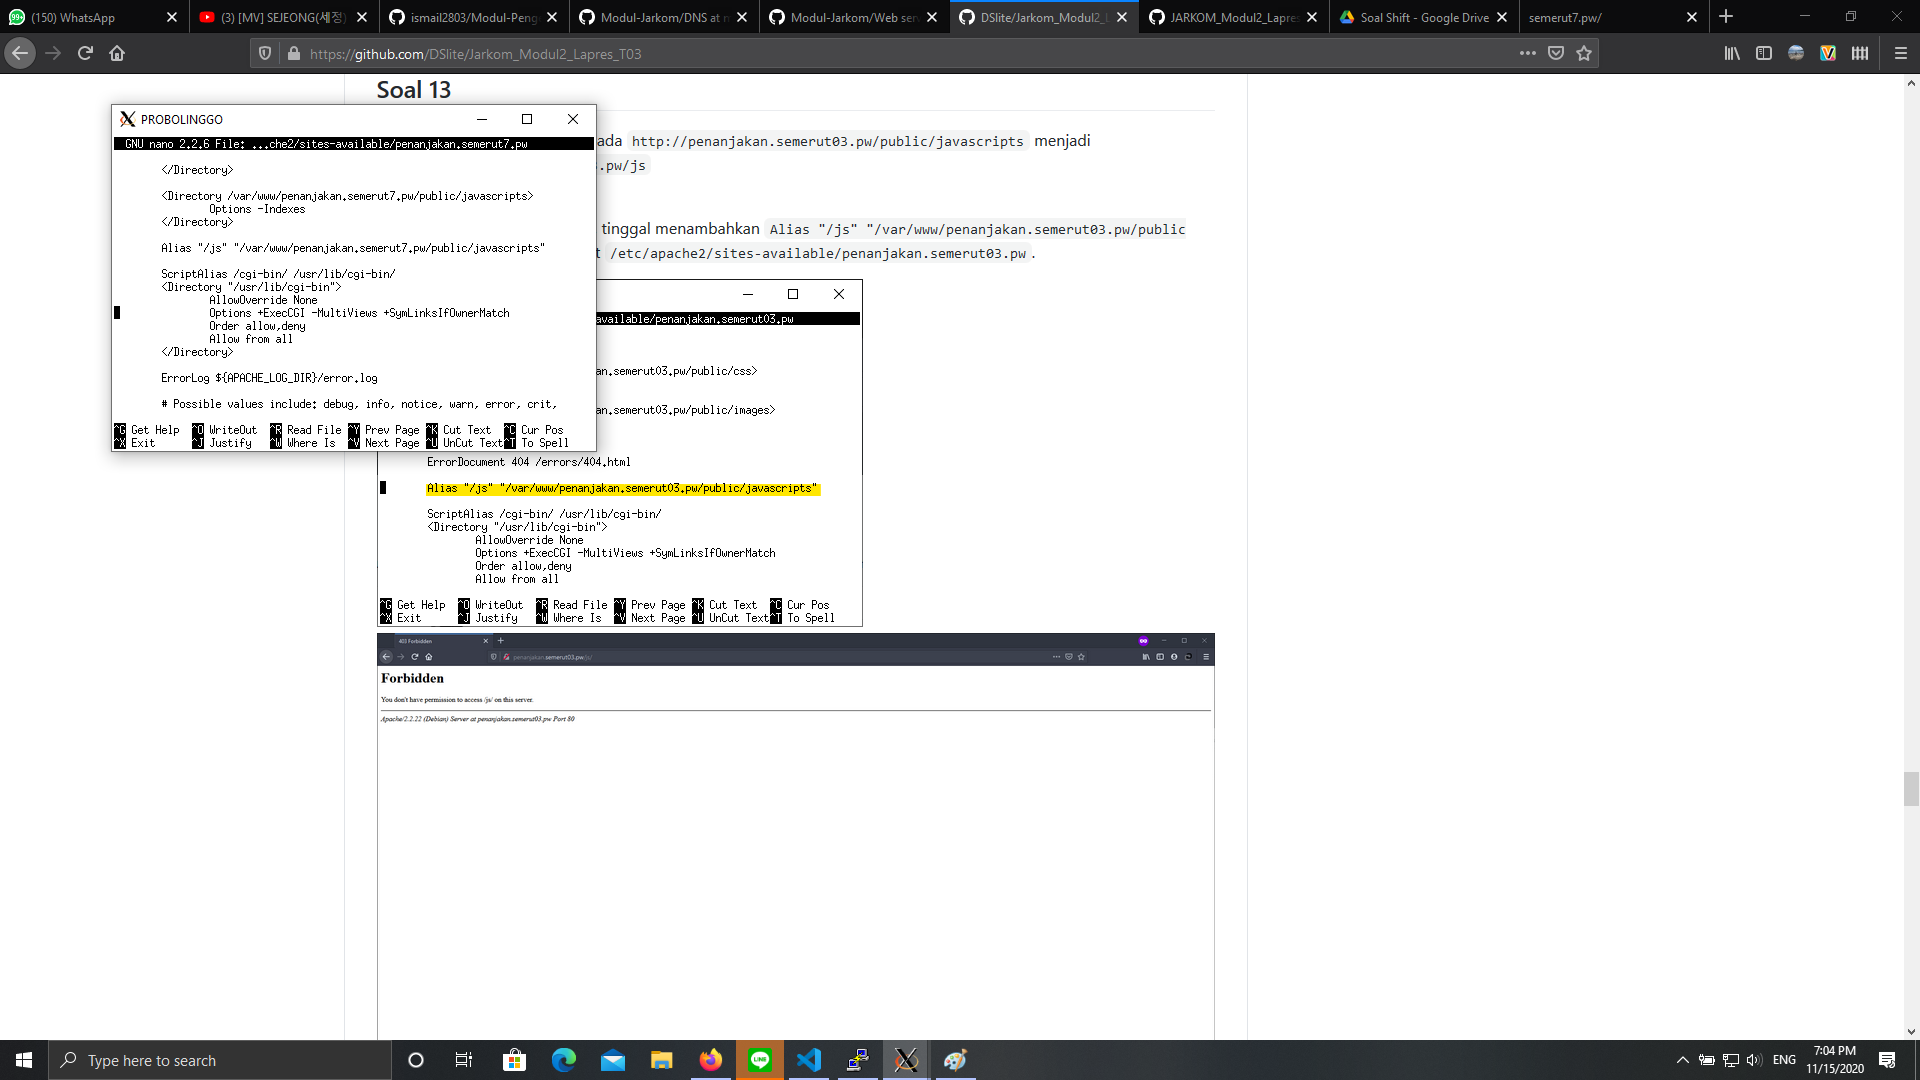 (150) WhatsApp
(3) [MV] SEJEONG(세정)
ismail2803/Modul-Peng
Modul-Jarkom/DNS at
Modul-Jarkom/Web serv
DSlite/Jarkom_Modul2_L
JARKOM_Modul2_Lapres
Soal Shift - Google Drive
semerut7.pw/
https://github.com/DSlite/Jarkom_Modul2_Lapres_T03
Soal 13
ada http://penanjakan.semerut03.pw/public/javascripts menjadi
.pw/js
tinggal menambahkan Alias "/js" "/var/www/penanjakan.semerut03.pw/public
t /etc/apache2/sites-available/penanjakan.semerut03.pw .
PROBOLINGGO
GNU nano 2.2.6 File: ...che2/sites-available/penanjakan.semerut7.pw
</Directory>
<Directory /var/www/penanjakan.semerut7.pw/public/javascripts>
Options -Indexes
</Directory>
Alias "/js" "/var/www/penanjakan.semerut7.pw/public/javascripts"
ScriptAlias /cgi-bin/ /usr/lib/cgi-bin/
<Directory "/usr/lib/cgi-bin">
AllowOverride None
Options +ExecCGI -MultiViews +SymLinksIfOwnerMatch
Order allow,deny
Allow from all
</Directory>
ErrorLog ${APACHE_LOG_DIR}/error.log
# Possible values include: debug, info, notice, warn, error, crit,
^G Get Help ^O WriteOut ^R Read File ^Y Prev Page ^K Cut Text ^C Cur Pos
^X Exit ^J Justify ^W Where Is ^V Next Page ^U UnCut Text ^T To Spell
available/penanjakan.semerut03.pw
an.semerut03.pw/public/css>
an.semerut03.pw/public/images>
ErrorDocument 404 /errors/404.html
Alias "/js" "/var/www/penanjakan.semerut03.pw/public/javascripts"
ScriptAlias /cgi-bin/ /usr/lib/cgi-bin/
<Directory "/usr/lib/cgi-bin">
AllowOverride None
Options +ExecCGI -MultiViews +SymLinksIfOwnerMatch
Order allow,deny
Allow from all
^G Get Help ^O WriteOut ^R Read File ^Y Prev Page ^K Cut Text ^C Cur Pos
^X Exit ^J Justify ^W Where Is ^V Next Page ^U UnCut Text ^T To Spell
403 Forbidden
penanjakan.semerut03.pw/js/
Forbidden
You don't have permission to access /js/ on this server.
Apache/2.2.22 (Debian) Server at penanjakan.semerut03.pw Port 80
Type here to search
LINE
ENG
7:04 PM
11/15/2020